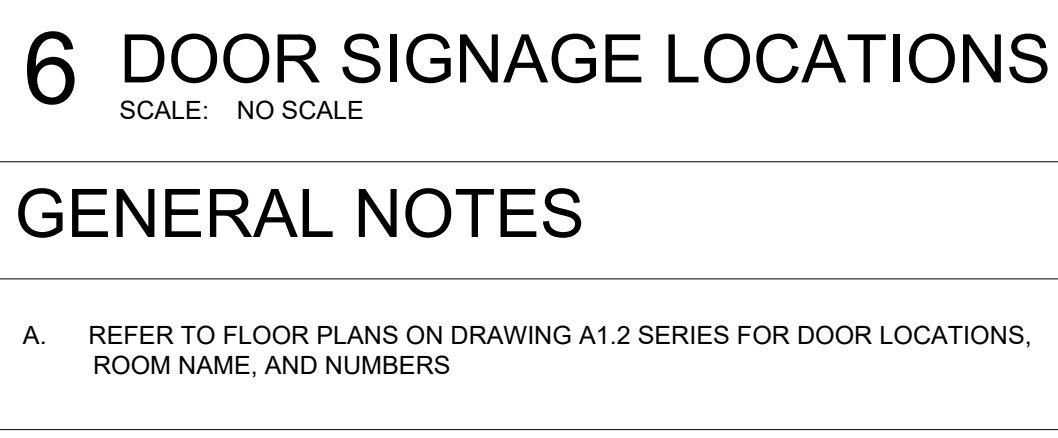 6 DOOR SIGNAGE LOCATIONS
SCALE: NO SCALE
GENERAL NOTES
A. REFER TO FLOOR PLANS ON DRAWING A1.2 SERIES FOR DOOR LOCATIONS,
ROOM NAME, AND NUMBERS